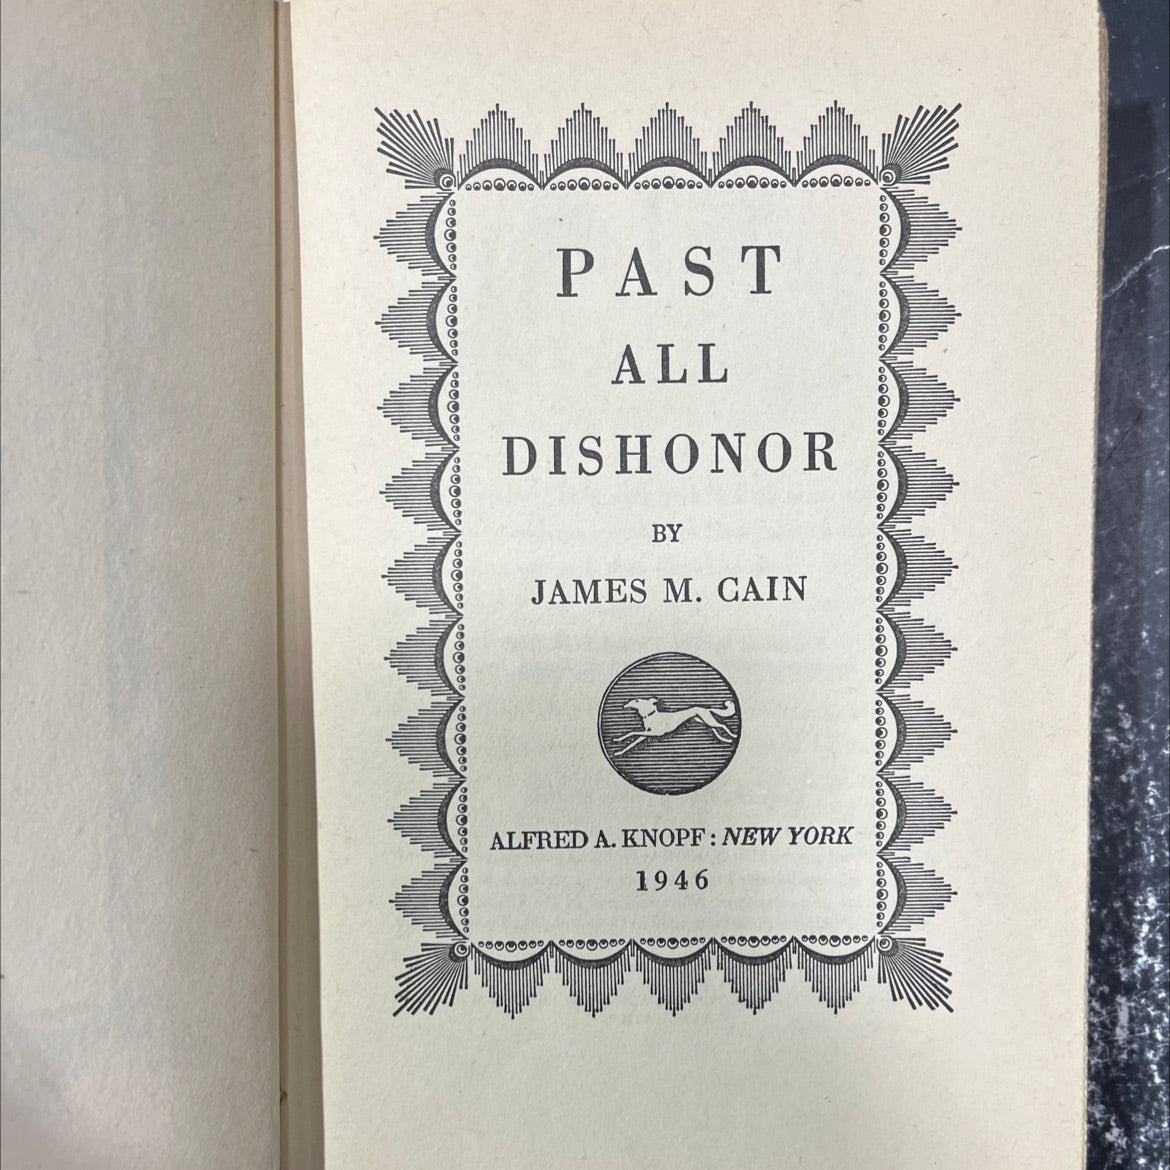 PAST
ALL
DISHONOR
BY
JAMES M. CAIN
ALFRED A. KNOPF : NEW YORK
1946